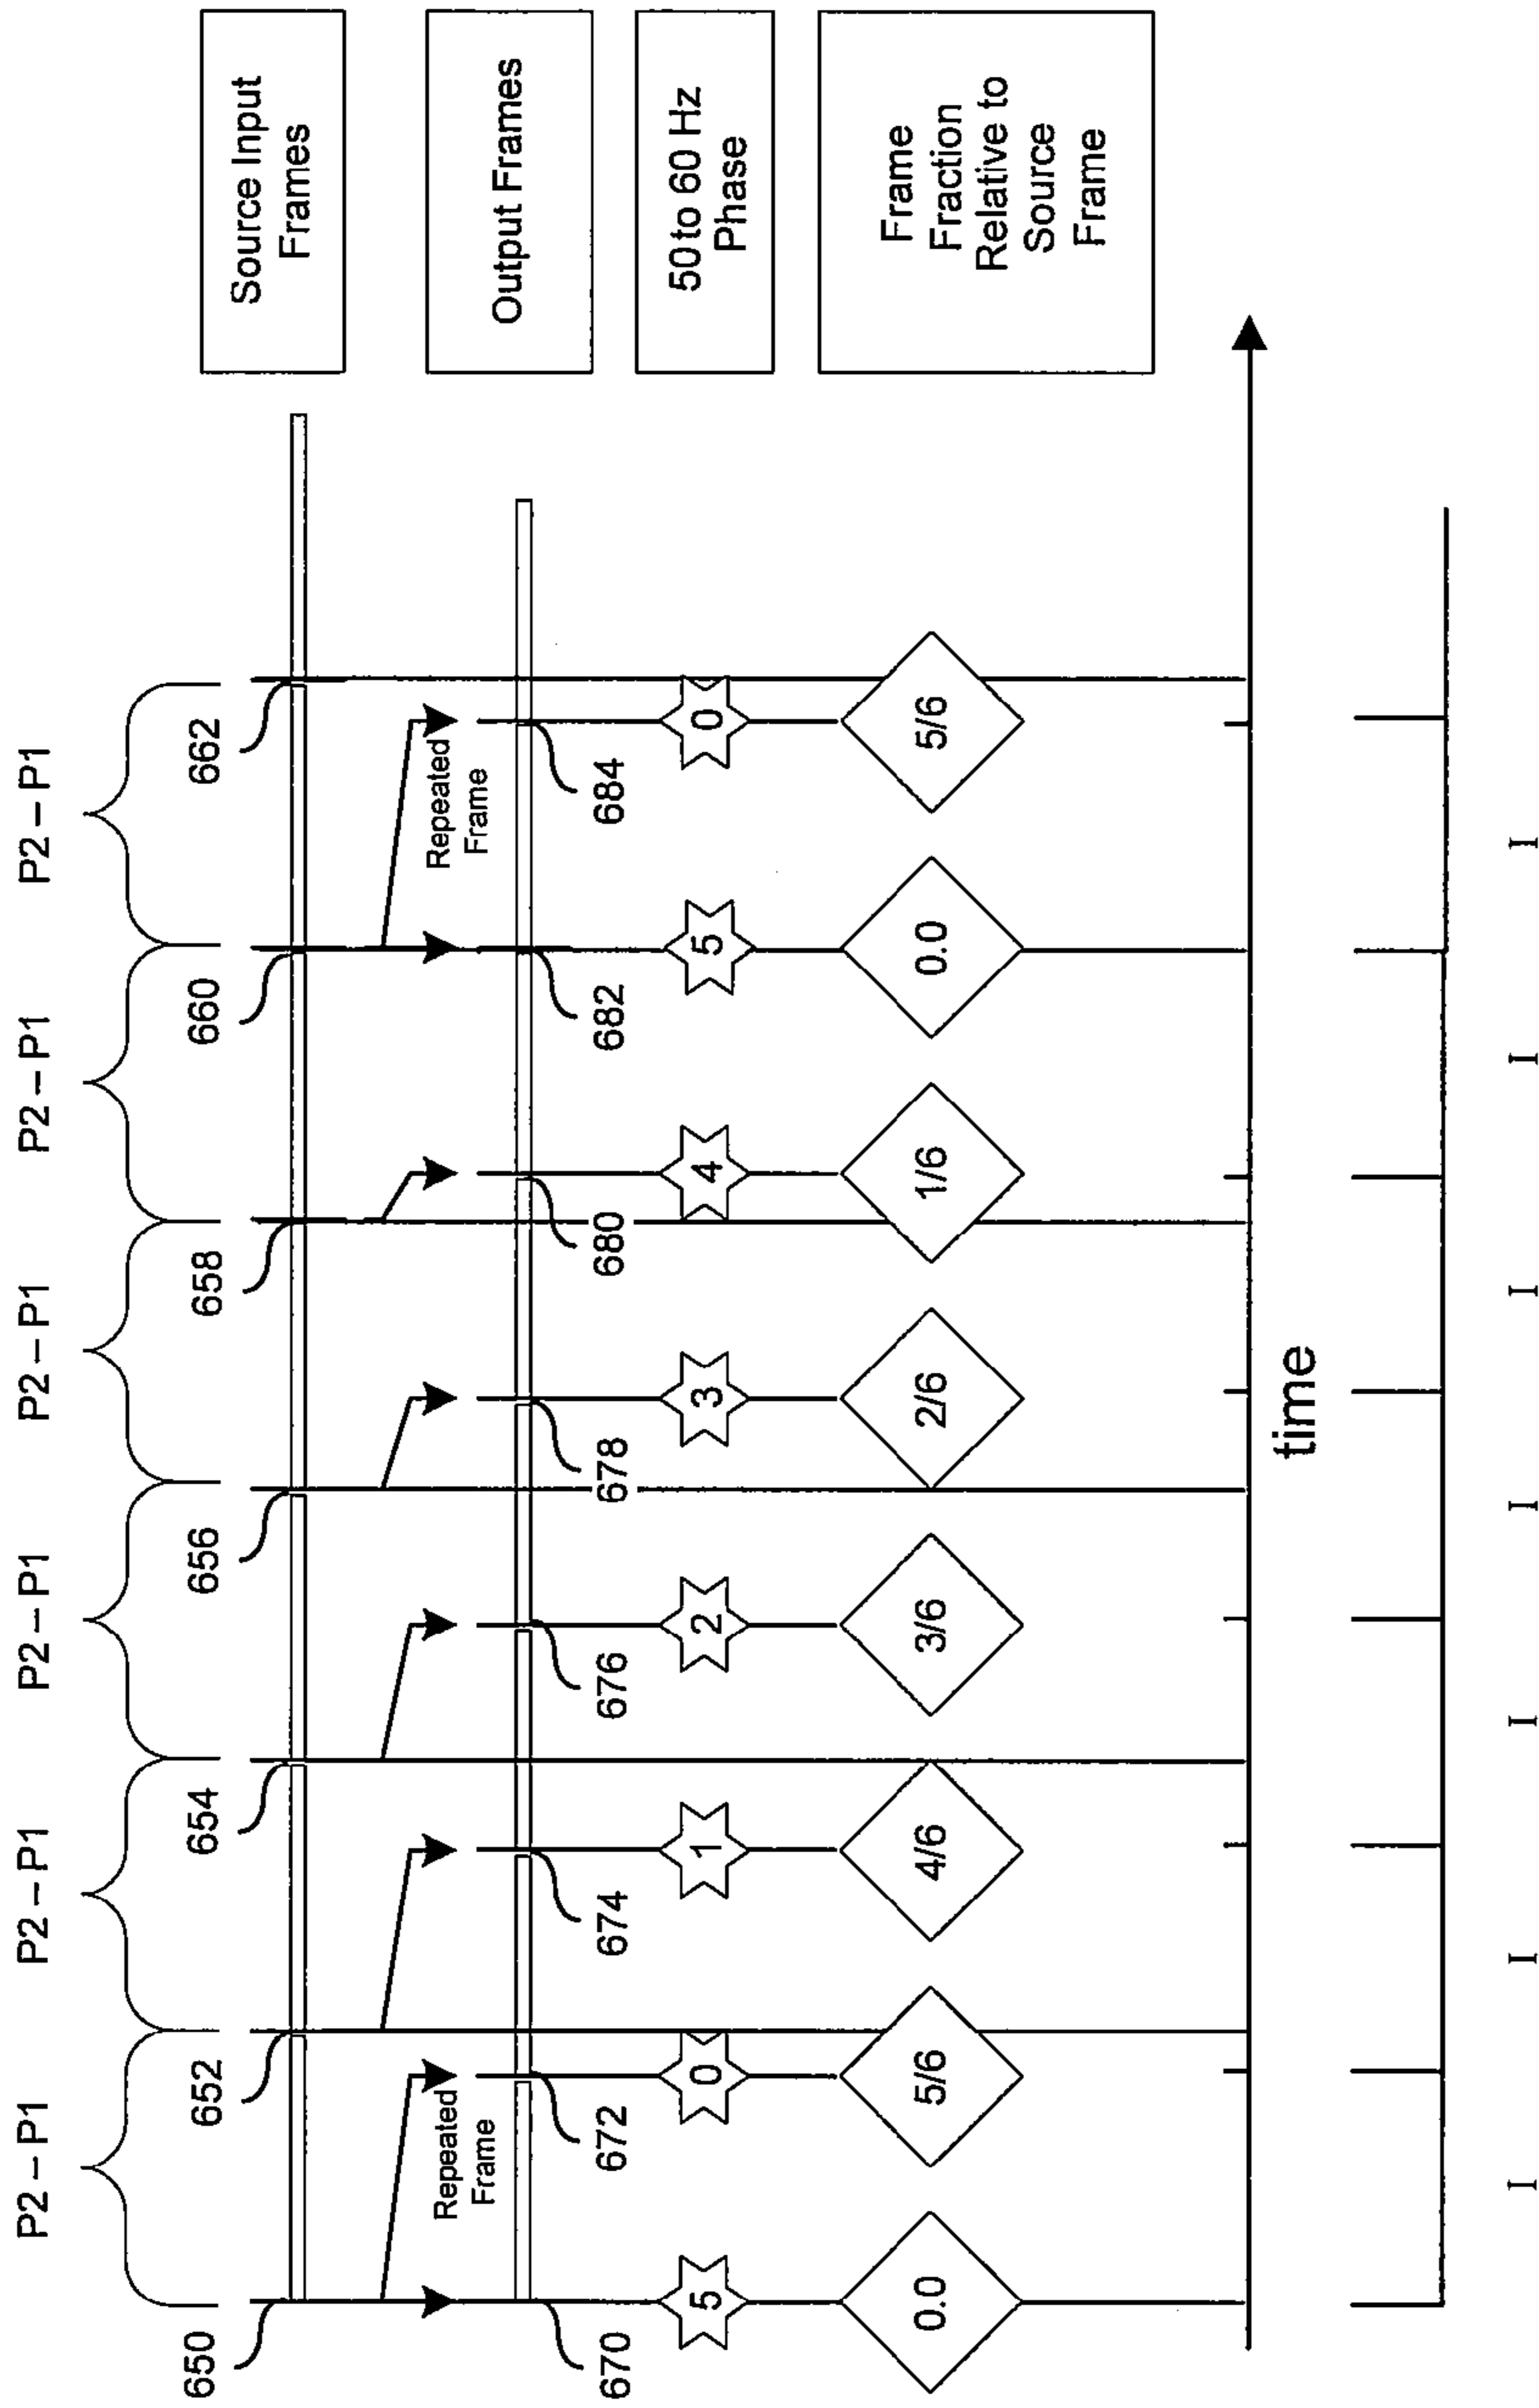 P2 – P1
P2 – P1
P2 – P1
P2 – P1
P2 – P1
P2 – P1
650
652
654
656
658
660
662
Source Input
Frames
Repeated
Frame
Repeated
Frame
Output Frames
670
672
674
676
678
680
682
684
5
0
1
2
3
4
5
0
50 to 60 Hz
Phase
0.0
5/6
4/6
3/6
2/6
1/6
0.0
5/6
Frame
Fraction
Relative to
Source
Frame
time
I
I
I
I
I
I
I